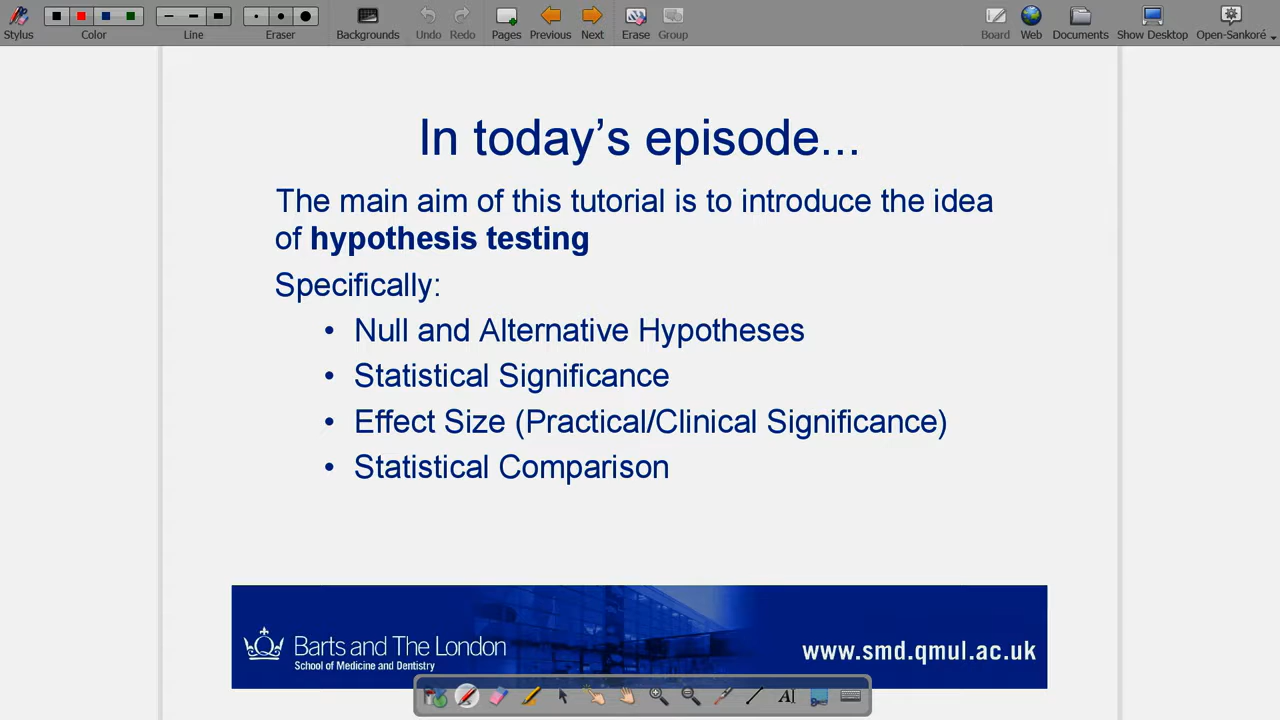 Stylus Color Line Eraser Backgrounds Undo Redo Pages Previous Next Erase Group Board Web Documents Show Desktop Open-Sankoré
In today’s episode...
The main aim of this tutorial is to introduce the idea
of hypothesis testing
Specifically:
• Null and Alternative Hypotheses
• Statistical Significance
• Effect Size (Practical/Clinical Significance)
• Statistical Comparison
Barts and The London
School of Medicine and Dentistry
www.smd.qmul.ac.uk
AI